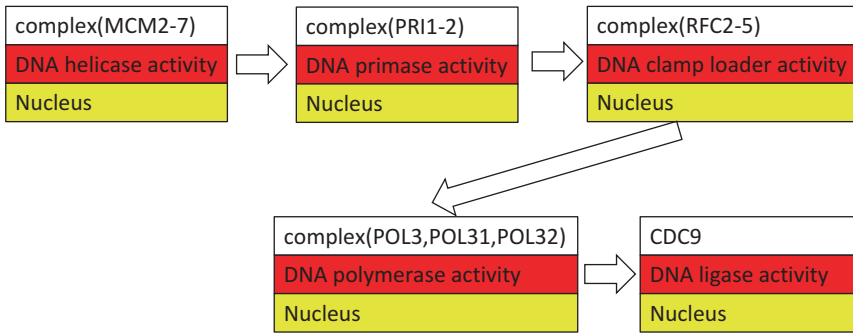 complex(MCM2-7)
DNA helicase activity
Nucleus
complex(PRI1-2)
DNA primase activity
Nucleus
complex(RFC2-5)
DNA clamp loader activity
Nucleus
complex(POL3,POL31,POL32)
DNA polymerase activity
Nucleus
CDC9
DNA ligase activity
Nucleus